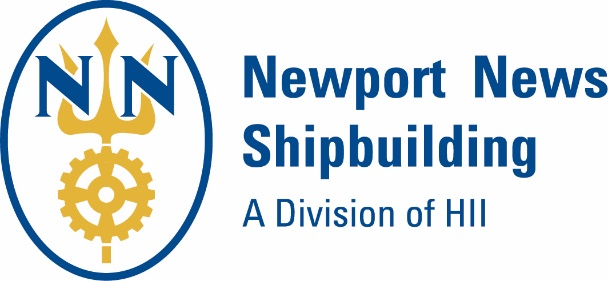 NN
Newport News
Shipbuilding
A Division of HII